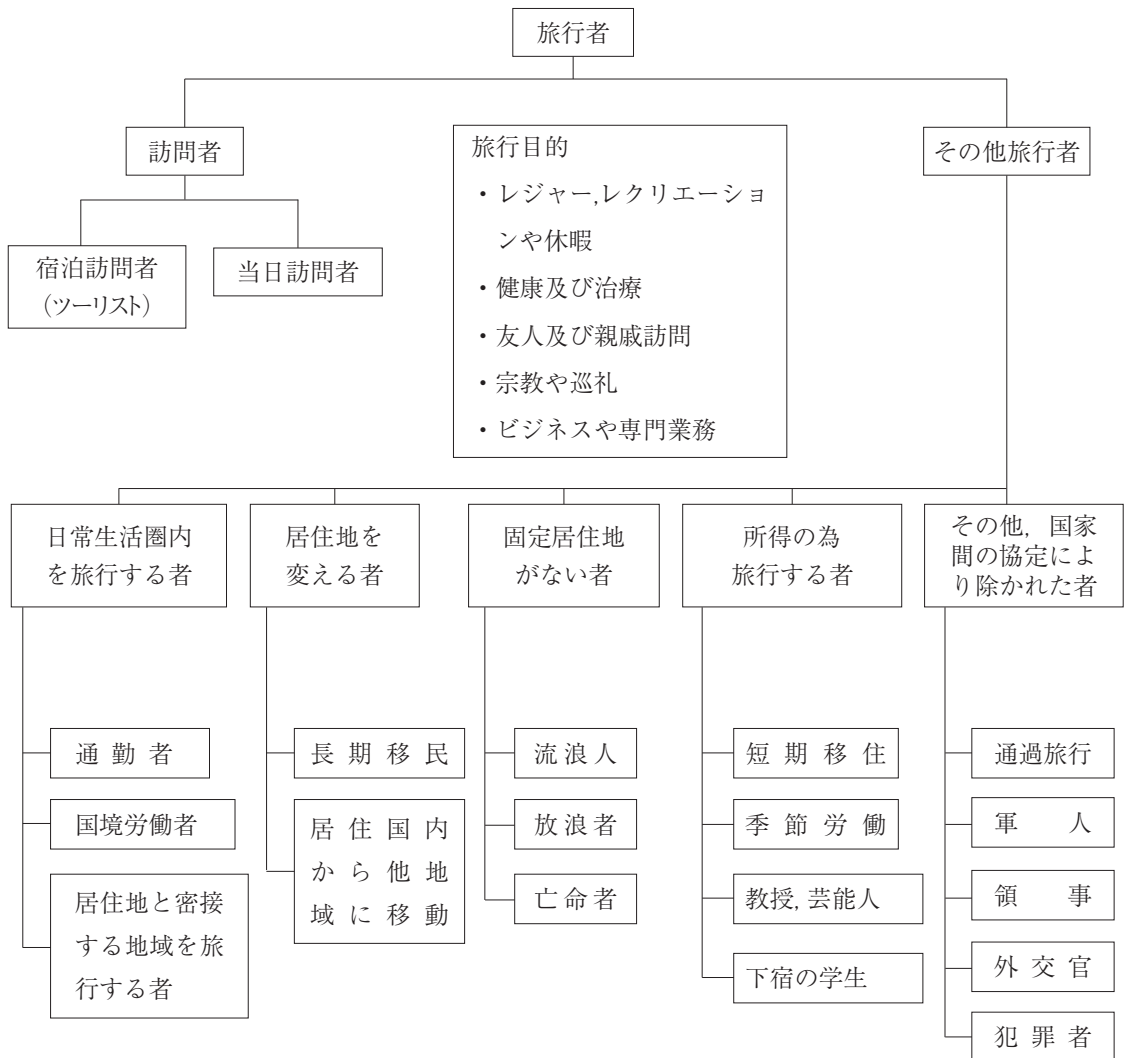 旅行者
訪問者
宿泊訪問者
（ツーリスト）
当日訪問者
旅行目的
・レジャー,レクリエーショ
ンや休暇
・健康及び治療
・友人及び親戚訪問
・宗教や巡礼
・ビジネスや専門業務
その他旅行者
日常生活圏内
を旅行する者
居住地を
変える者
固定居住地
がない者
所得の為
旅行する者
その他，国家
間の協定によ
り除かれた者
通勤者
国境労働者
居住地と密接
する地域を旅
行する者
長期移民
居住国内
から他地
域に移動
流浪人
放浪者
亡命者
短期移住
季節労働
教授，芸能人
下宿の学生
通過旅行
軍人
領事
外交官
犯罪者